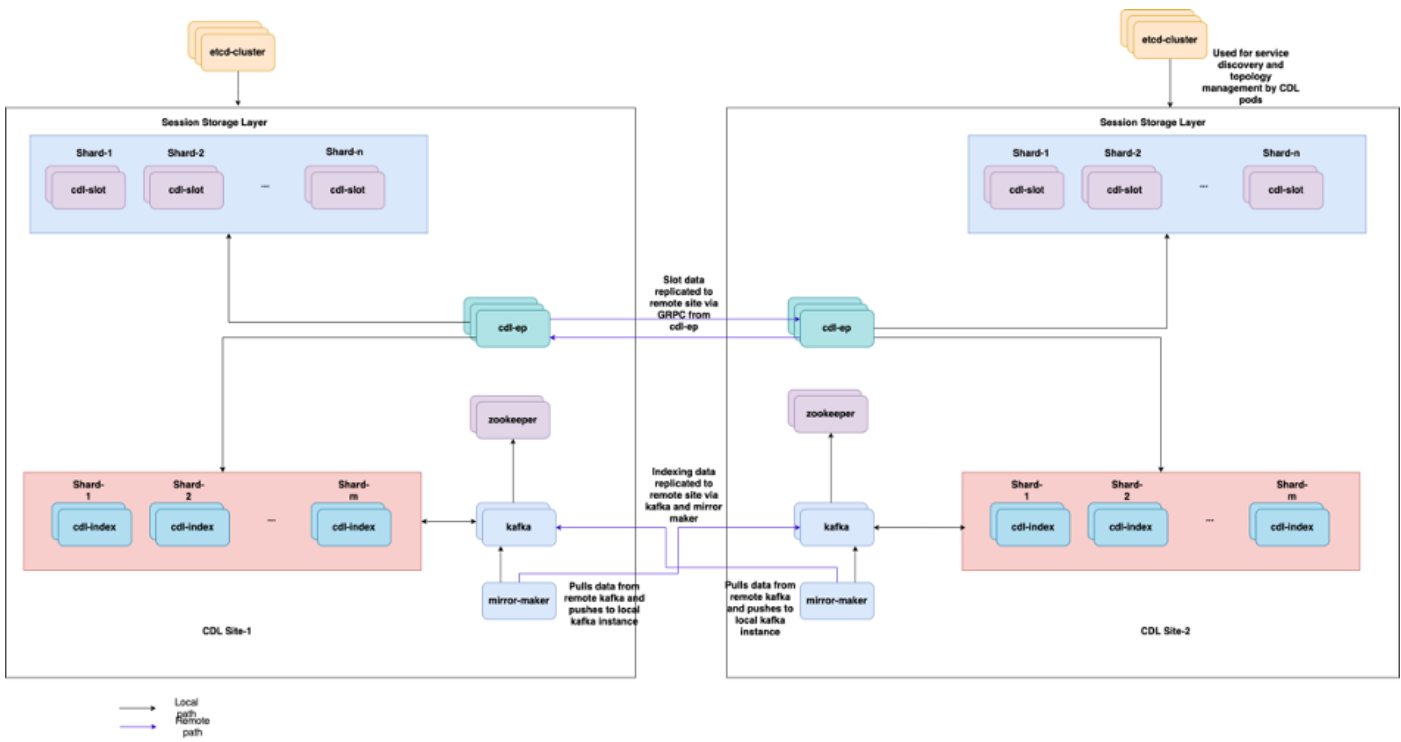 etcd-cluster
etcd-cluster
Used for service
discovery and
topology
management by CDL
pods
Session Storage Layer
Shard-1
Shard-2
Shard-n
cdl-slot
cdl-slot
...
cdl-slot
Session Storage Layer
Shard-1
Shard-2
Shard-n
cdl-slot
cdl-slot
...
cdl-slot
Slot data
replicated to
remote site via
GRPC from
cdl-ep
cdl-ep
cdl-ep
zookeeper
zookeeper
Shard-
1
Shard-
2
Shard-
m
cdl-index
cdl-index
...
cdl-index
kafka
Indexing data
replicated to
remote site via
kafka and mirror
maker
kafka
Shard-
1
Shard-
2
Shard-
m
cdl-index
cdl-index
...
cdl-index
mirror-maker
Pulls data from
remote kafka and
pushes to local
kafka instance
Pulls data from
remote kafka
and pushes to
local kafka
instance
mirror-maker
CDL Site-1
CDL Site-2
Local
path
Remote
path